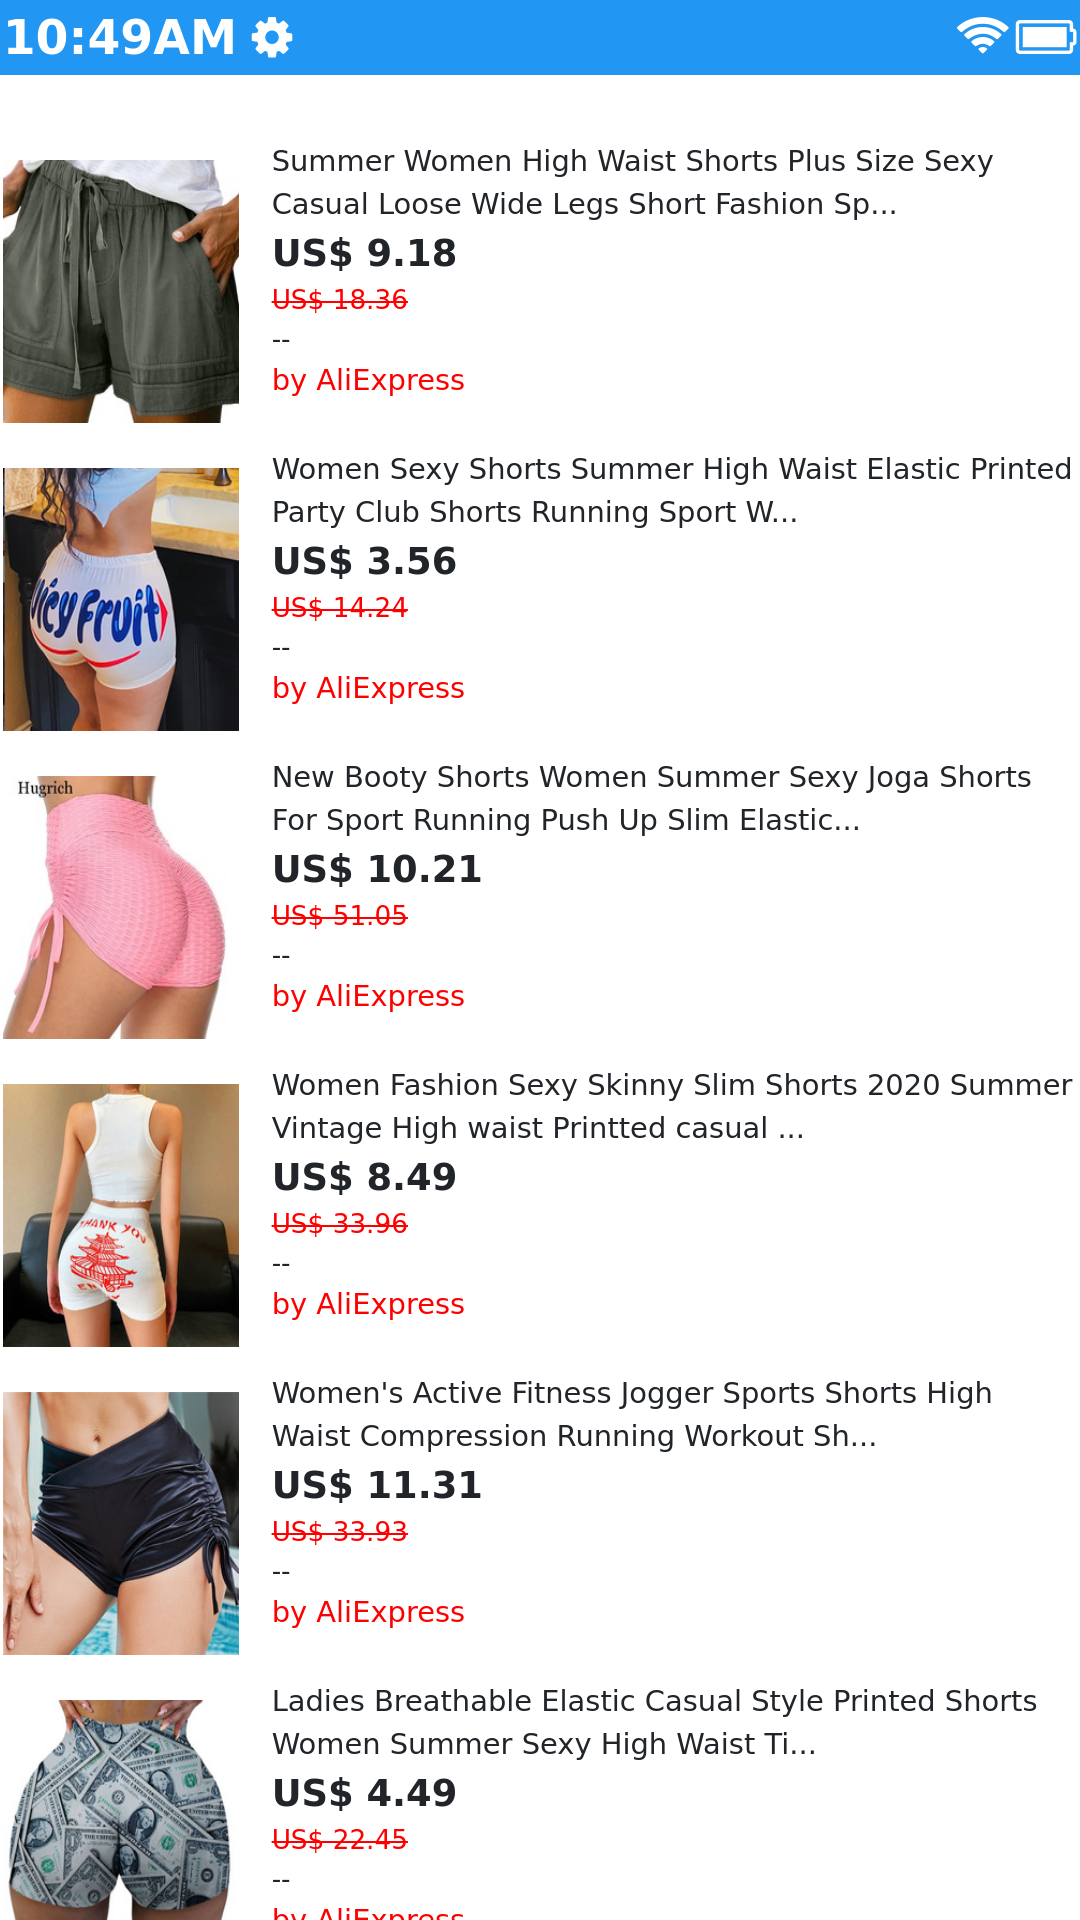 10:49AM
Summer Women High Waist Shorts Plus Size Sexy
Casual Loose Wide Legs Short Fashion Sp...
US$ 9.18
US$ 18.36
--
by AliExpress
Women Sexy Shorts Summer High Waist Elastic Printed
Party Club Shorts Running Sport W...
US$ 3.56
US$ 14.24
--
by AliExpress
Juicy Fruit
Hugrich
New Booty Shorts Women Summer Sexy Joga Shorts
For Sport Running Push Up Slim Elastic...
US$ 10.21
US$ 51.05
--
by AliExpress
Women Fashion Sexy Skinny Slim Shorts 2020 Summer
Vintage High waist Printted casual ...
US$ 8.49
US$ 33.96
--
by AliExpress
THANK YOU
Women's Active Fitness Jogger Sports Shorts High
Waist Compression Running Workout Sh...
US$ 11.31
US$ 33.93
--
by AliExpress
Ladies Breathable Elastic Casual Style Printed Shorts
Women Summer Sexy High Waist Ti...
US$ 4.49
US$ 22.45
--
by AliExpress